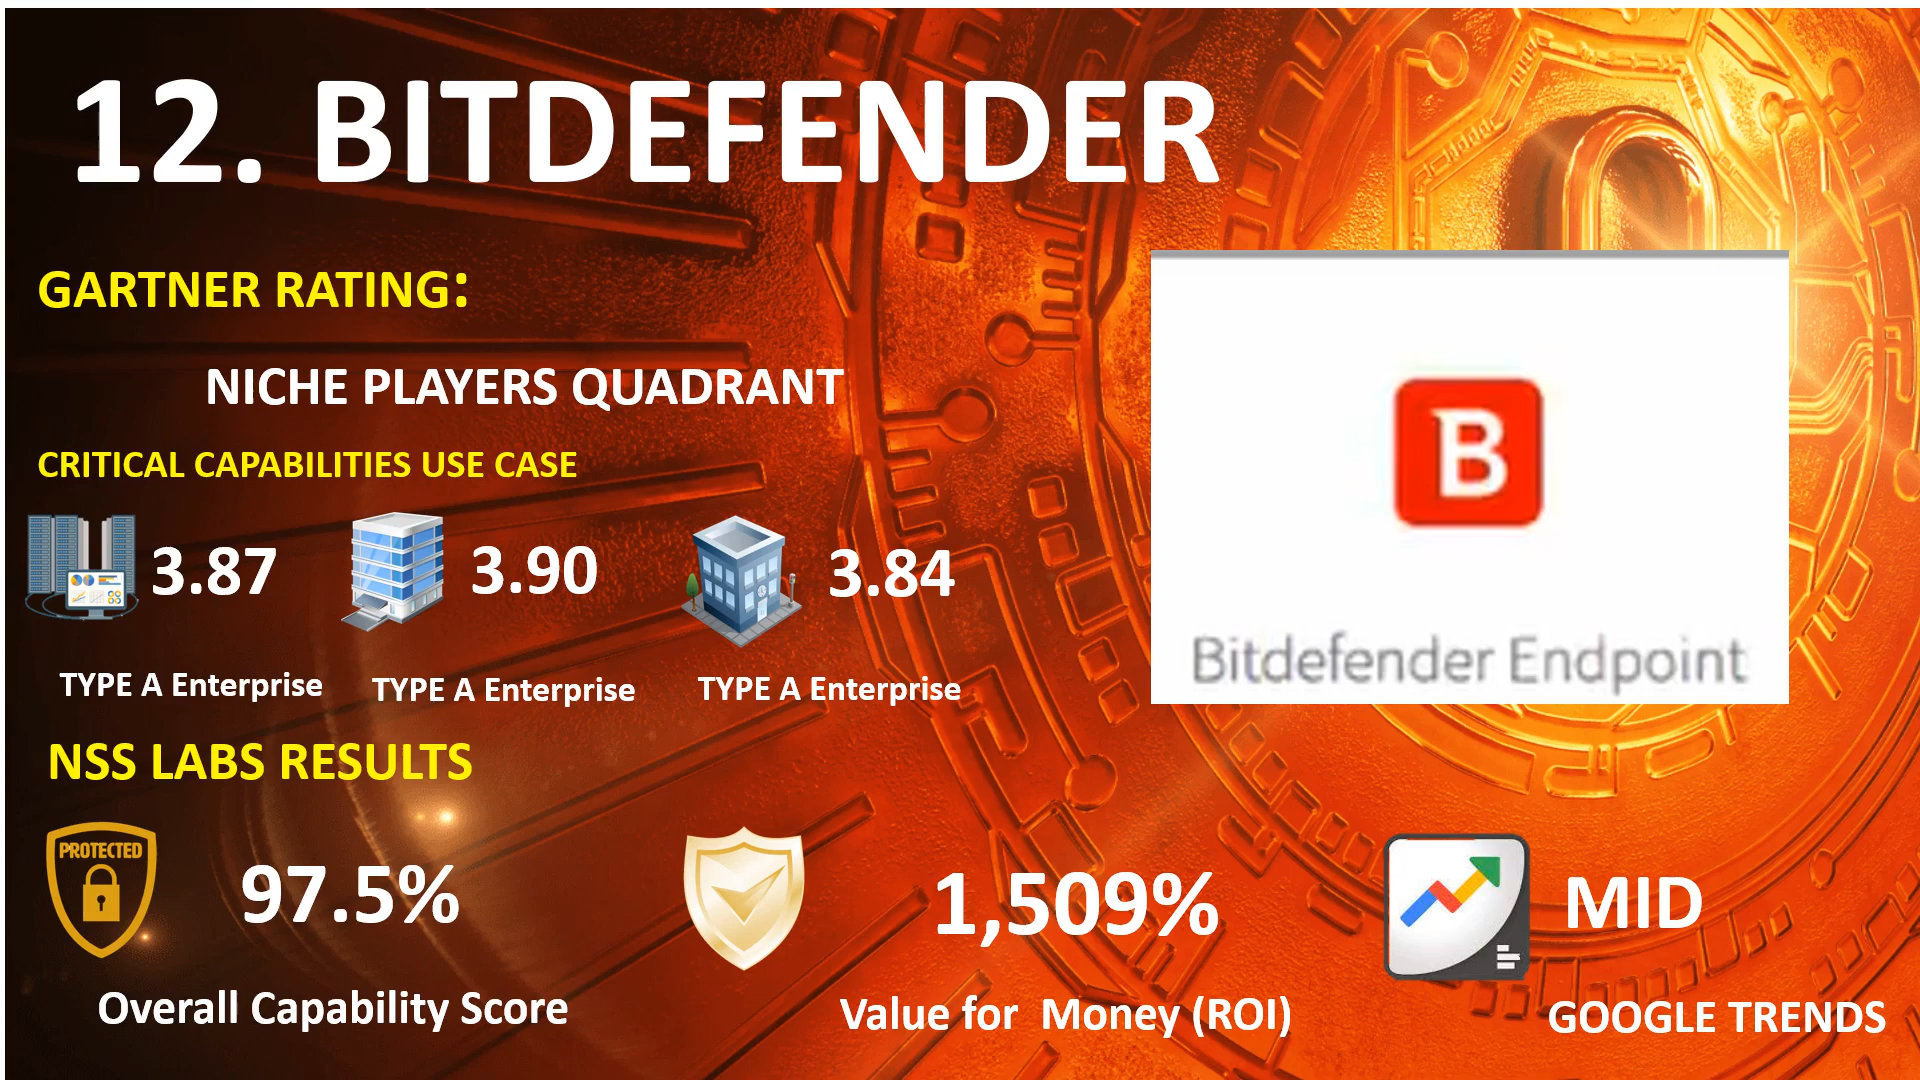 12. BITDEFENDER
GARTNER RATING:
NICHE PLAYERS QUADRANT
CRITICAL CAPABILITIES USE CASE
3.87
3.90
3.84
TYPE A Enterprise
TYPE A Enterprise
TYPE A Enterprise
B
Bitdefender Endpoint
NSS LABS RESULTS
PROTECTED
97.5%
1,509%
MID
Overall Capability Score
Value for Money (ROI)
GOOGLE TRENDS